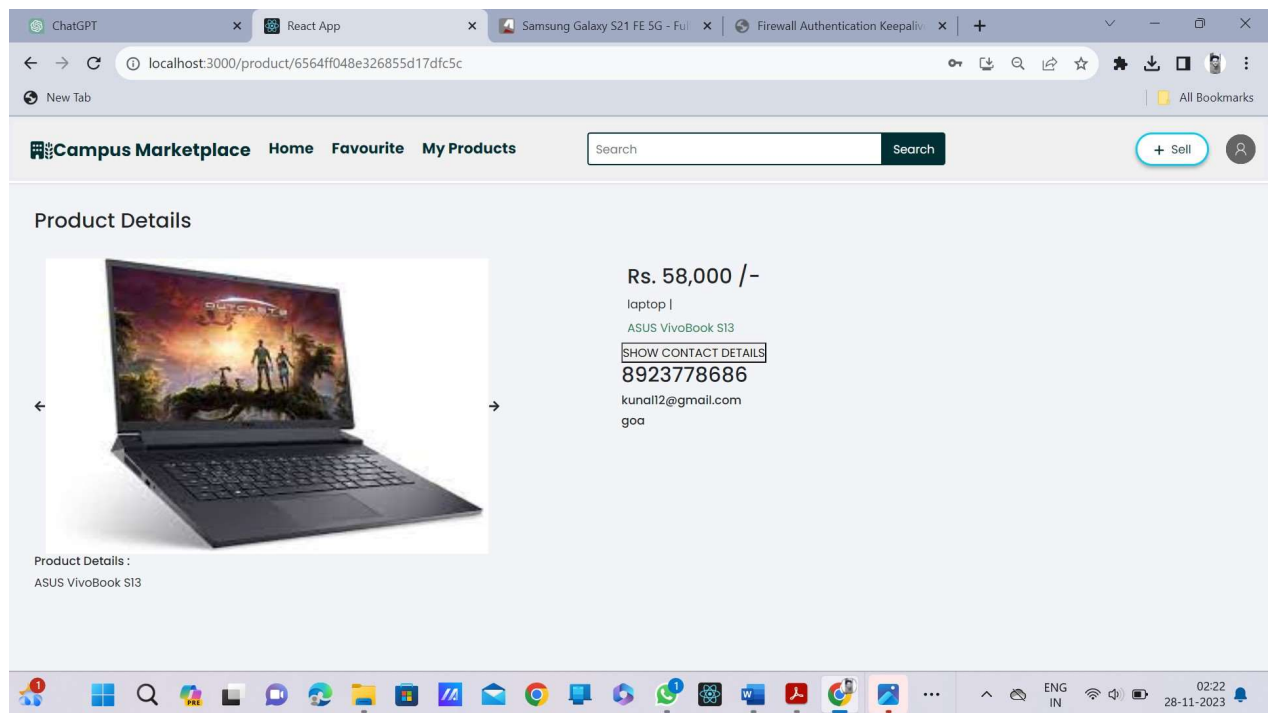 ChatGPT
React App
Samsung Galaxy S21 FE 5G - Ful
Firewall Authentication Keepaliv
localhost:3000/product/6564ff048e326855d17dfc5c
New Tab
All Bookmarks
Campus Marketplace Home Favourite My Products
Search
Search
+ Sell
Product Details
OUTCASTS
Rs. 58,000 /-
laptop |
ASUS VivoBook S13
SHOW CONTACT DETAILS
8923778686
kunal12@gmail.com
goa
Product Details :
ASUS VivoBook S13
1
PRE
ENG
IN
02:22
28-11-2023